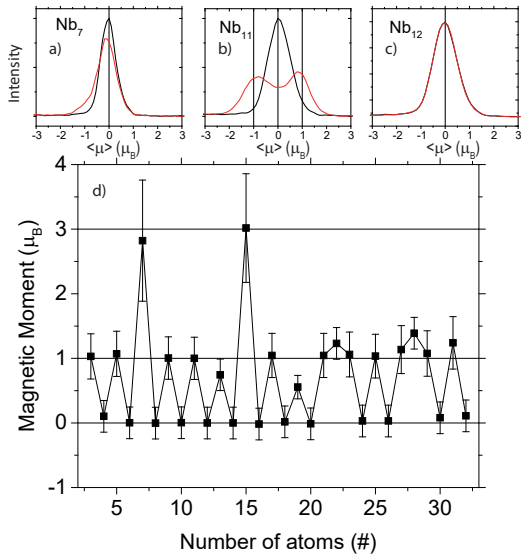 Nb7
Nb11
Nb12
a)
b)
c)
Intensity
-3 -2 -1 0 1 2 3
-3 -2 -1 0 1 2 3
-3 -2 -1 0 1 2 3
<μ> (μB)
<μ> (μB)
<μ> (μB)
d)
Magnetic Moment (μB)
4
3
2
1
0
-1
5 10 15 20 25 30
Number of atoms (#)